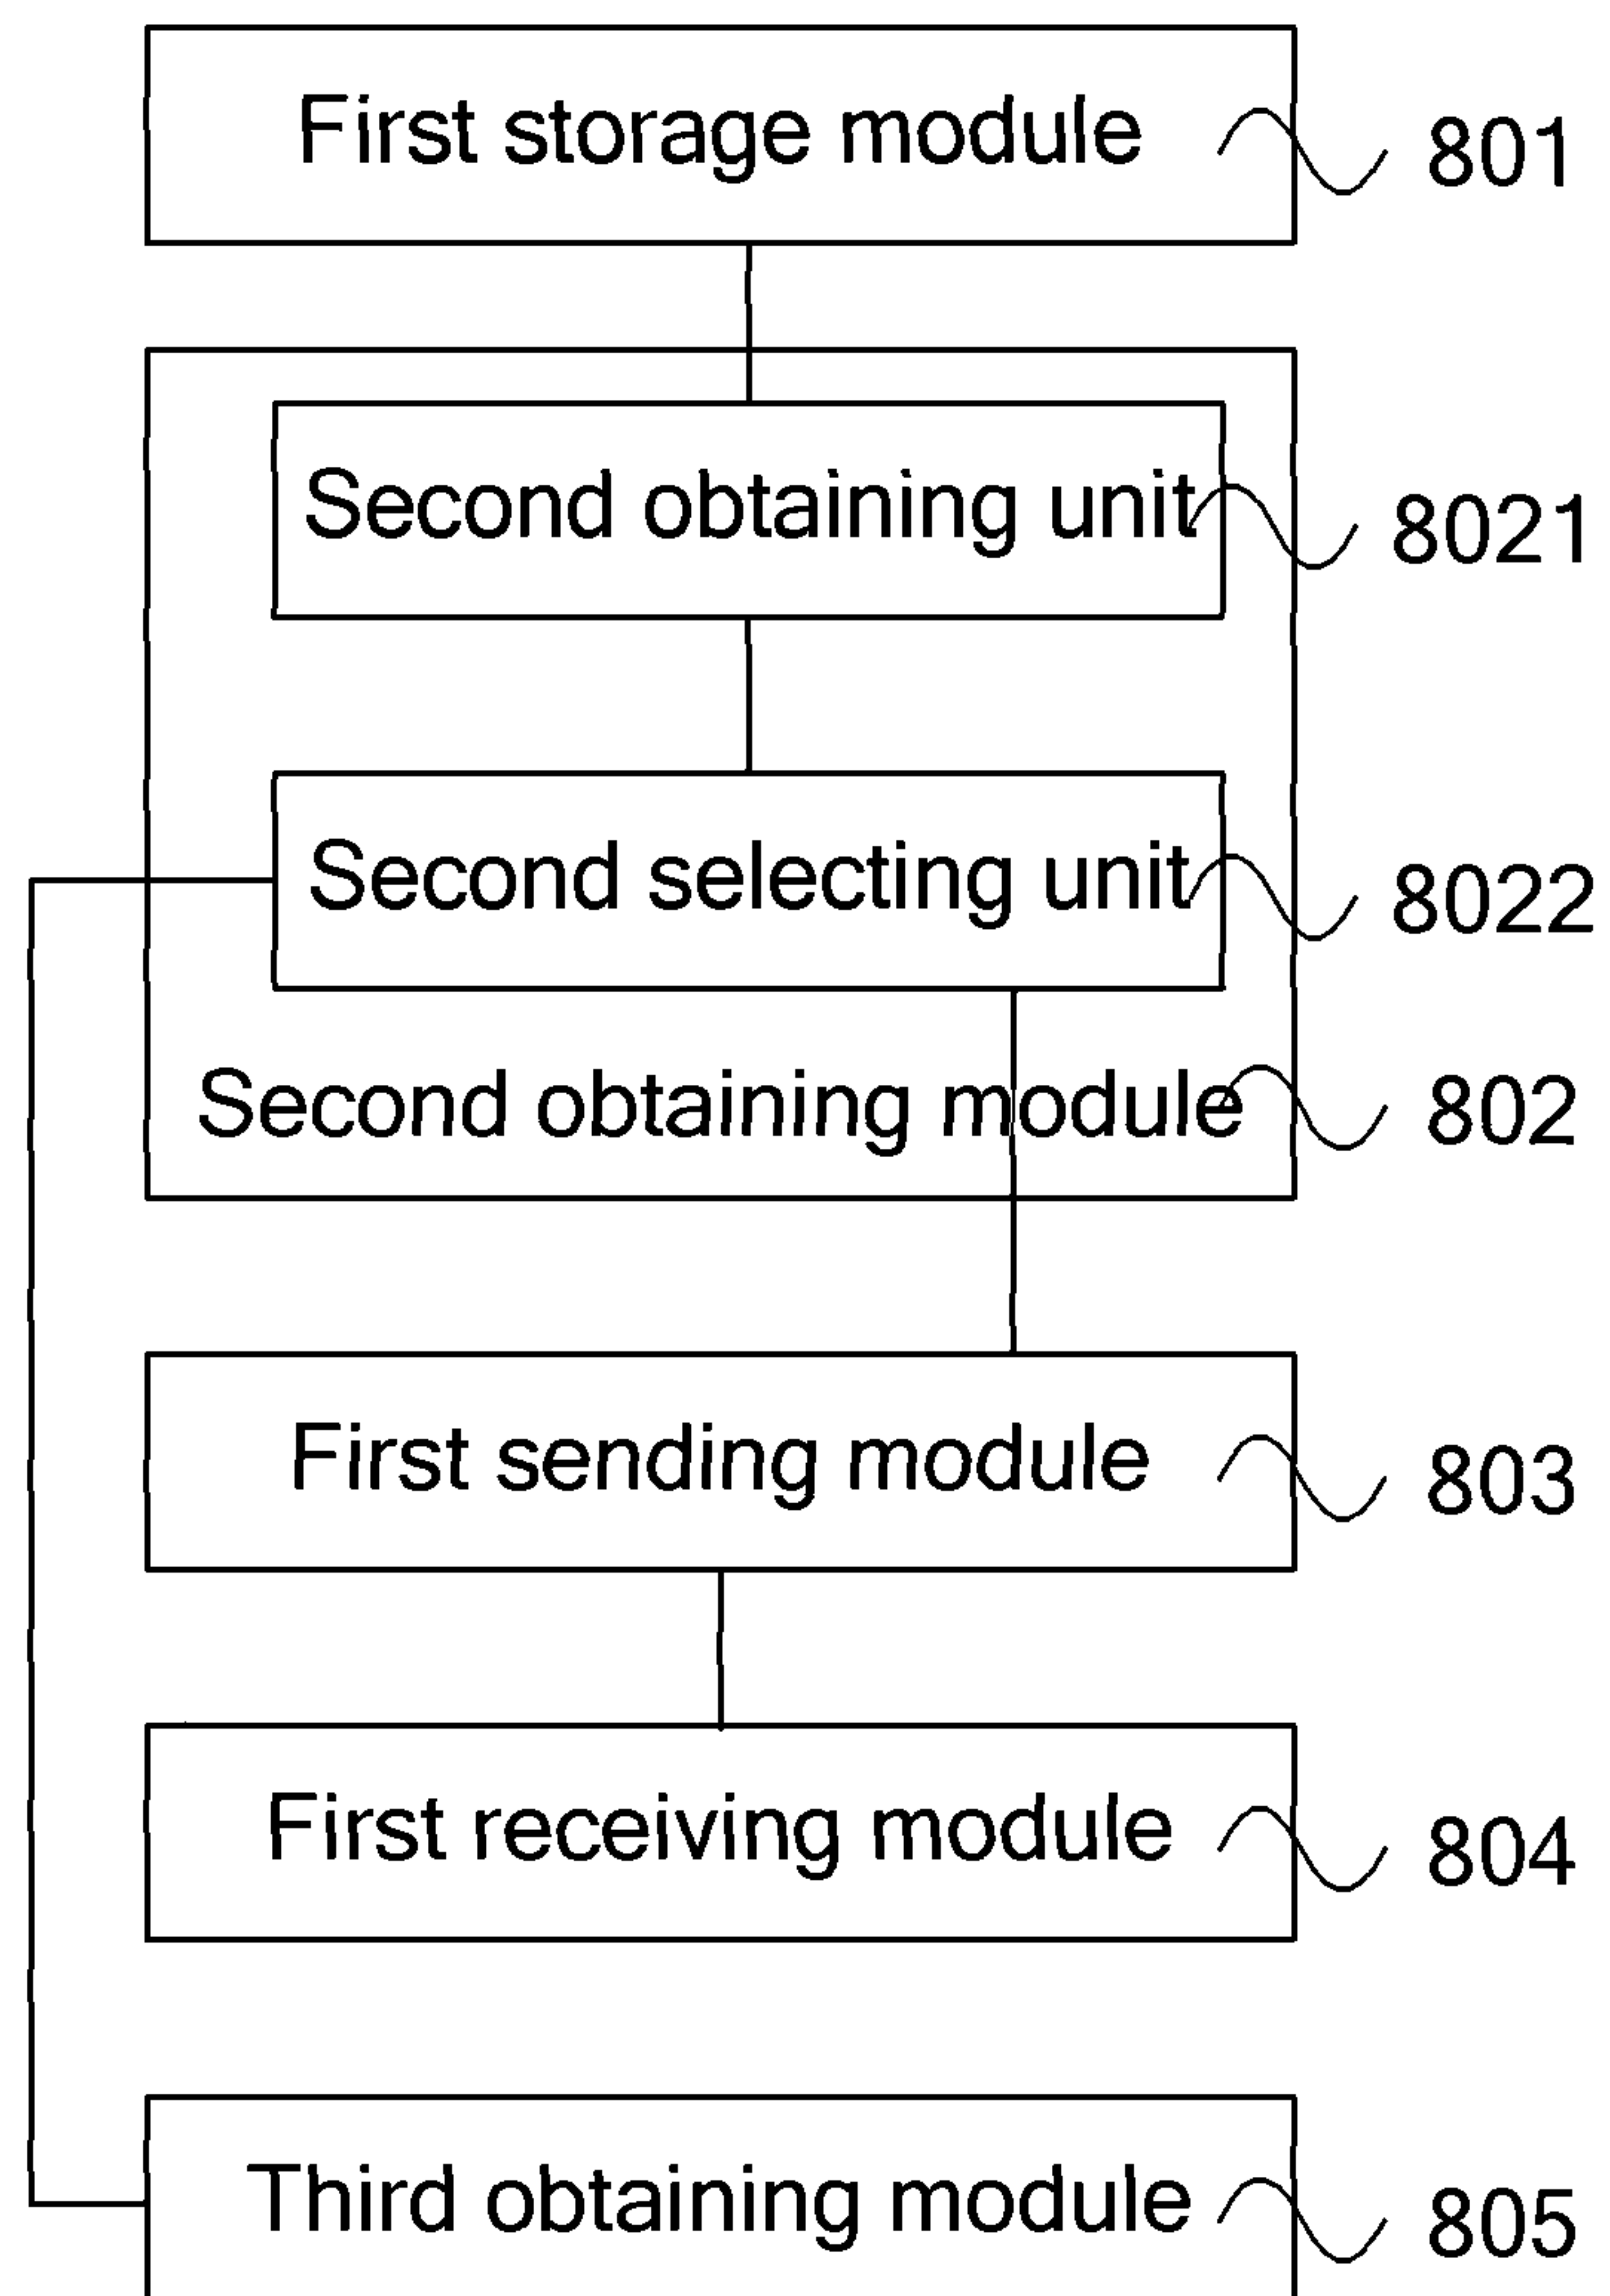 First storage module 801
Second obtaining unit 8021
Second selecting unit 8022
Second obtaining module 802
First sending module 803
First receiving module 804
Third obtaining module 805